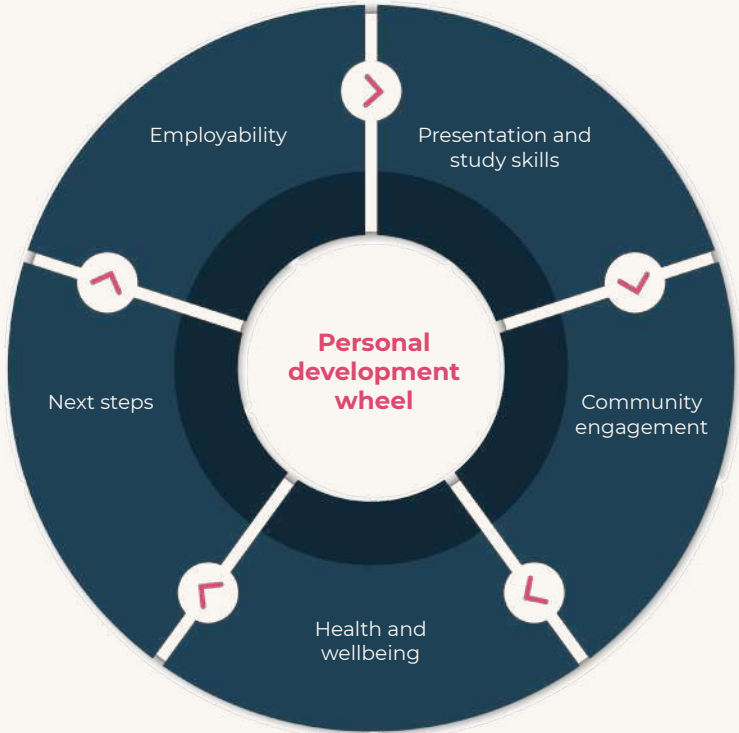 Employability
Presentation and
study skills
Personal
development
wheel
Next steps
Community
engagement
Health and
wellbeing